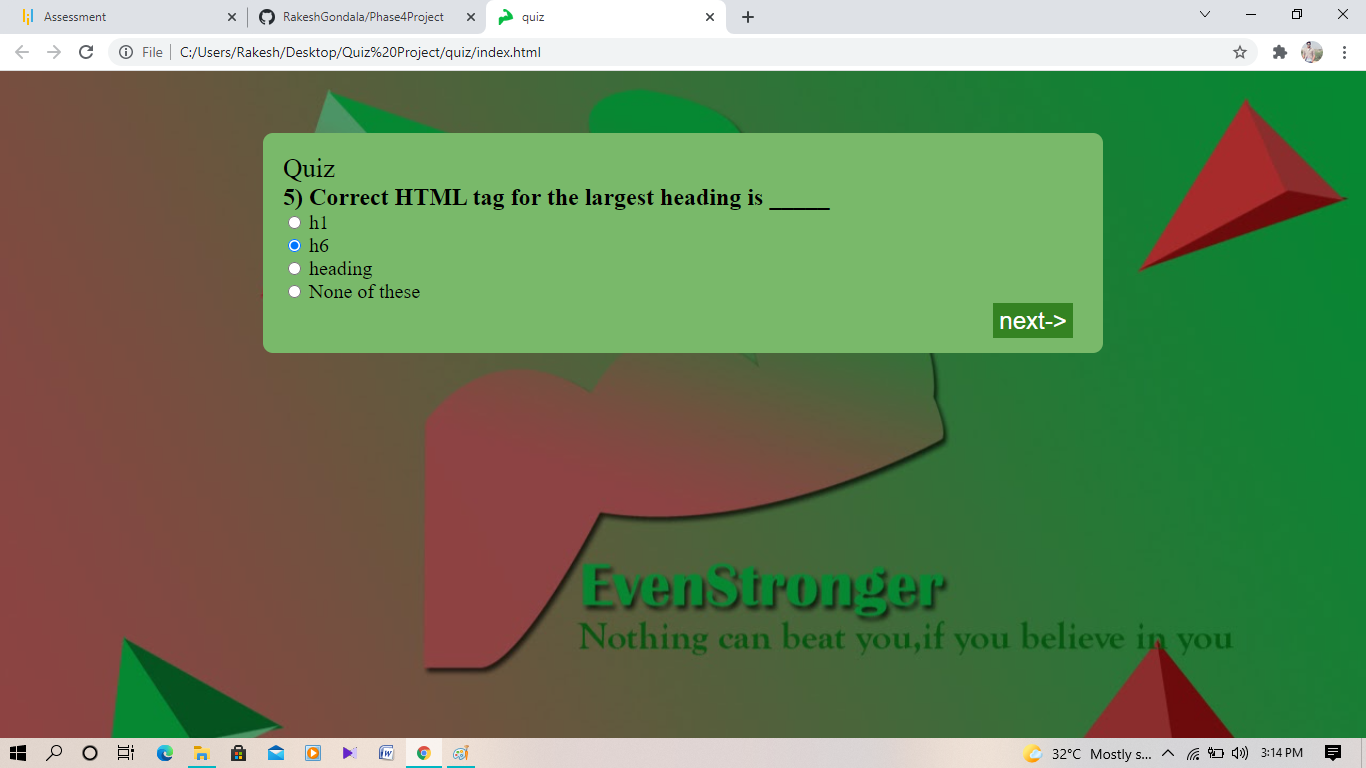 Assessment
RakeshGondala/Phase4Project
quiz
File
C:/Users/Rakesh/Desktop/Quiz%20Project/quiz/index.html
Quiz
5) Correct HTML tag for the largest heading is _____
h1
h6
heading
None of these
next->
EvenStronger
Nothing can beat you,if you believe in you
32°C Mostly s... 3:14 PM